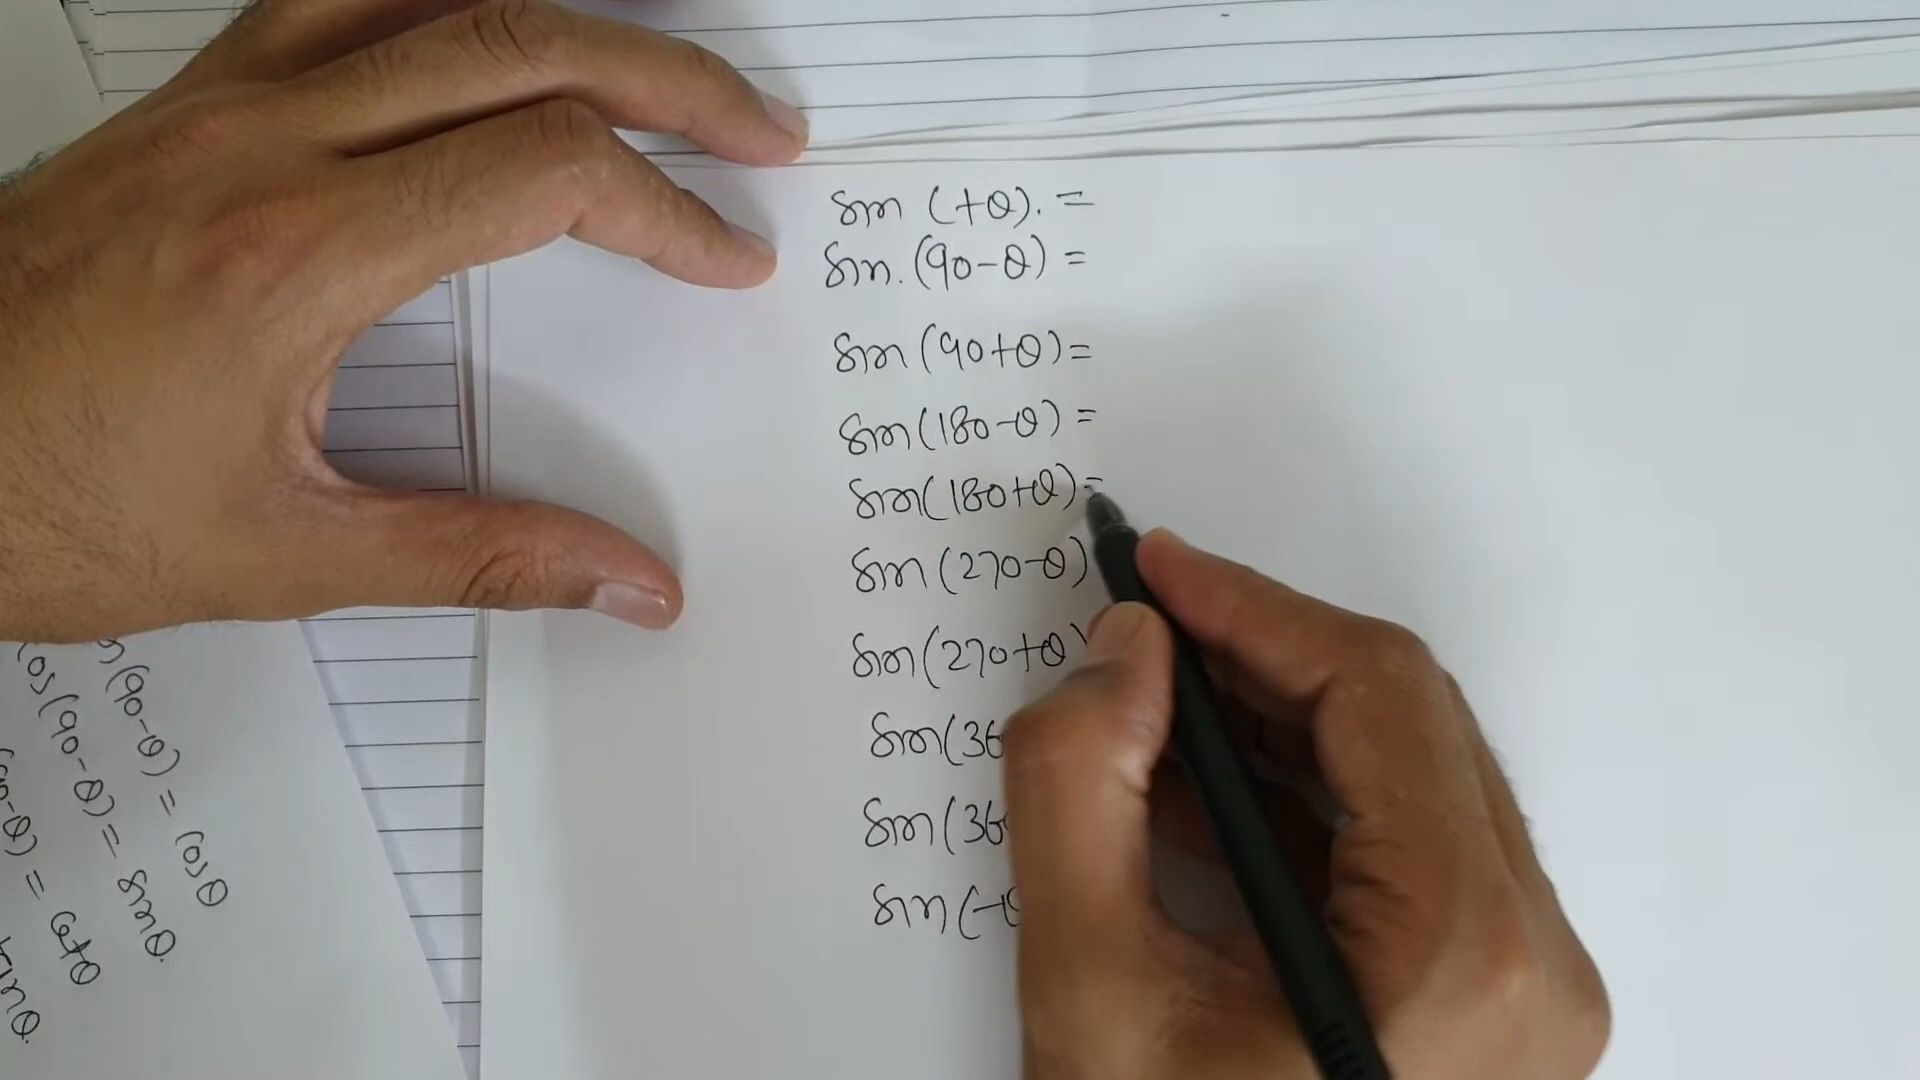 sin (+θ). =
sin. (90-θ) =
sin (90+θ) =
sin (180-θ) =
sin (180+θ) =
sin (270-θ)
sin (270+θ)
sin (36
sin (36
sin (-θ
(90-θ) = cosθ
cos(90-θ) = sinθ.
-θ) = cotθ